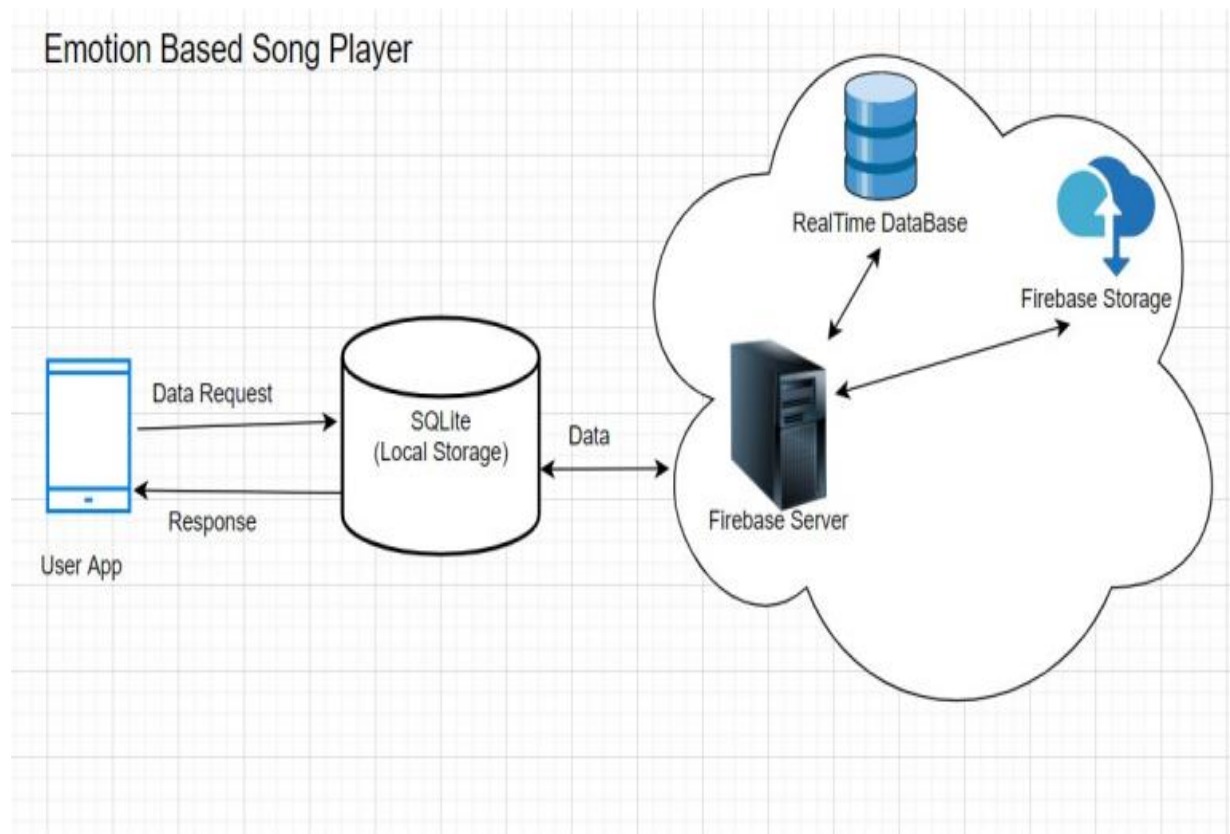 Emotion Based Song Player
RealTime DataBase
Firebase Storage
Data Request
SQLite
(Local Storage)
Data
Response
Firebase Server
User App